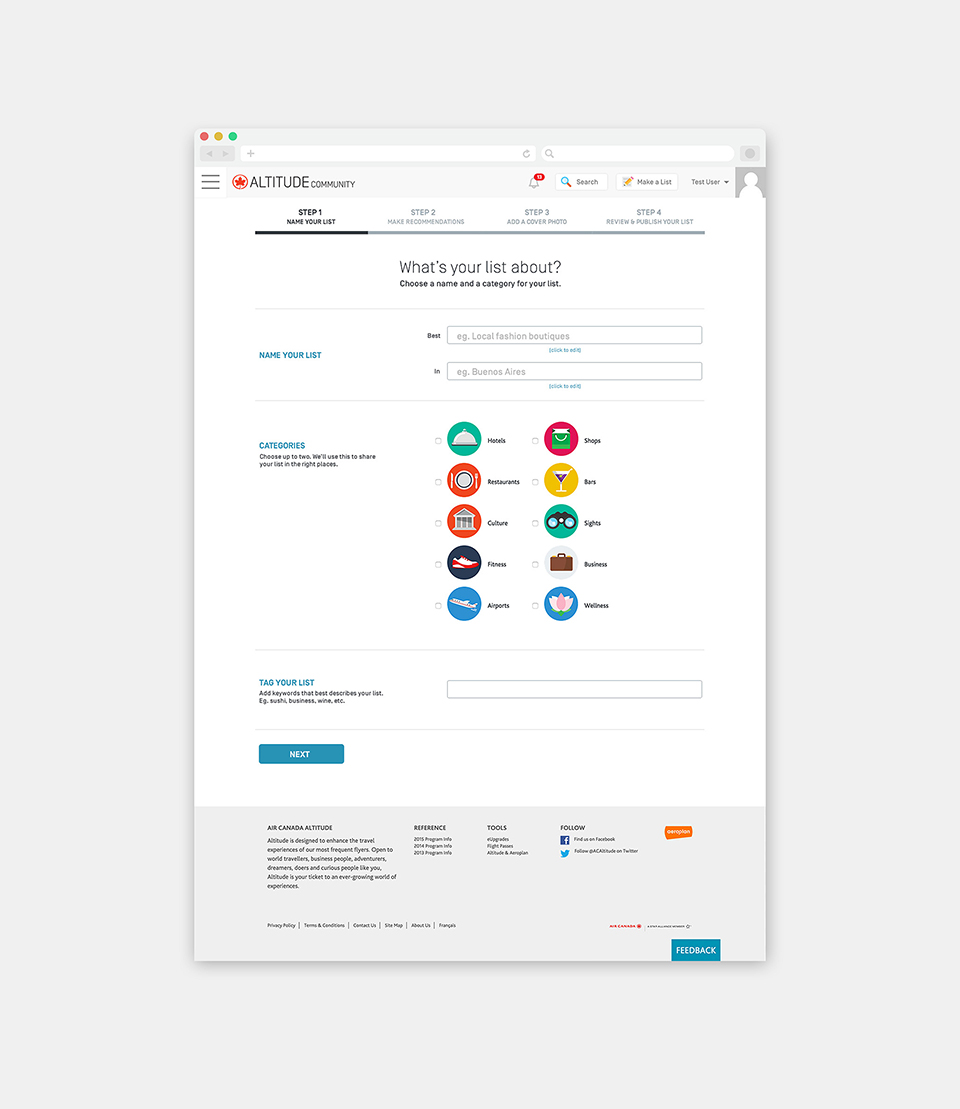 ALTITUDE COMMUNITY
13
Search
Make a List
Test User
STEP 1
NAME YOUR LIST
STEP 2
MAKE RECOMMENDATIONS
STEP 3
ADD A COVER PHOTO
STEP 4
REVIEW & PUBLISH YOUR LIST
What's your list about?
Choose a name and a category for your list.
NAME YOUR LIST
Best
eg. Local fashion boutiques
[click to edit]
In
eg. Buenos Aires
[click to edit]
CATEGORIES
Choose up to two. We'll use this to share
your list in the right places.
Hotels
Shops
Restaurants
Bars
Culture
Sights
Fitness
Business
Airports
Wellness
TAG YOUR LIST
Add keywords that best describes your list.
Eg. sushi, business, wine, etc.
NEXT
AIR CANADA ALTITUDE
Altitude is designed to enhance the travel
experiences of our most frequent flyers. Open to
world travellers, business people, adventurers,
dreamers, doers and curious people like you,
Altitude is your ticket to an ever-growing world of
experiences.
REFERENCE
2015 Program Info
2014 Program Info
2013 Program Info
TOOLS
eUpgrades
Flight Passes
Altitude & Aeroplan
FOLLOW
Find us on Facebook
Follow @ACAltitude on Twitter
aeroplan
Privacy Policy | Terms & Conditions | Contact Us | Site Map | About Us | Français
AIR CANADA
A STAR ALLIANCE MEMBER
FEEDBACK